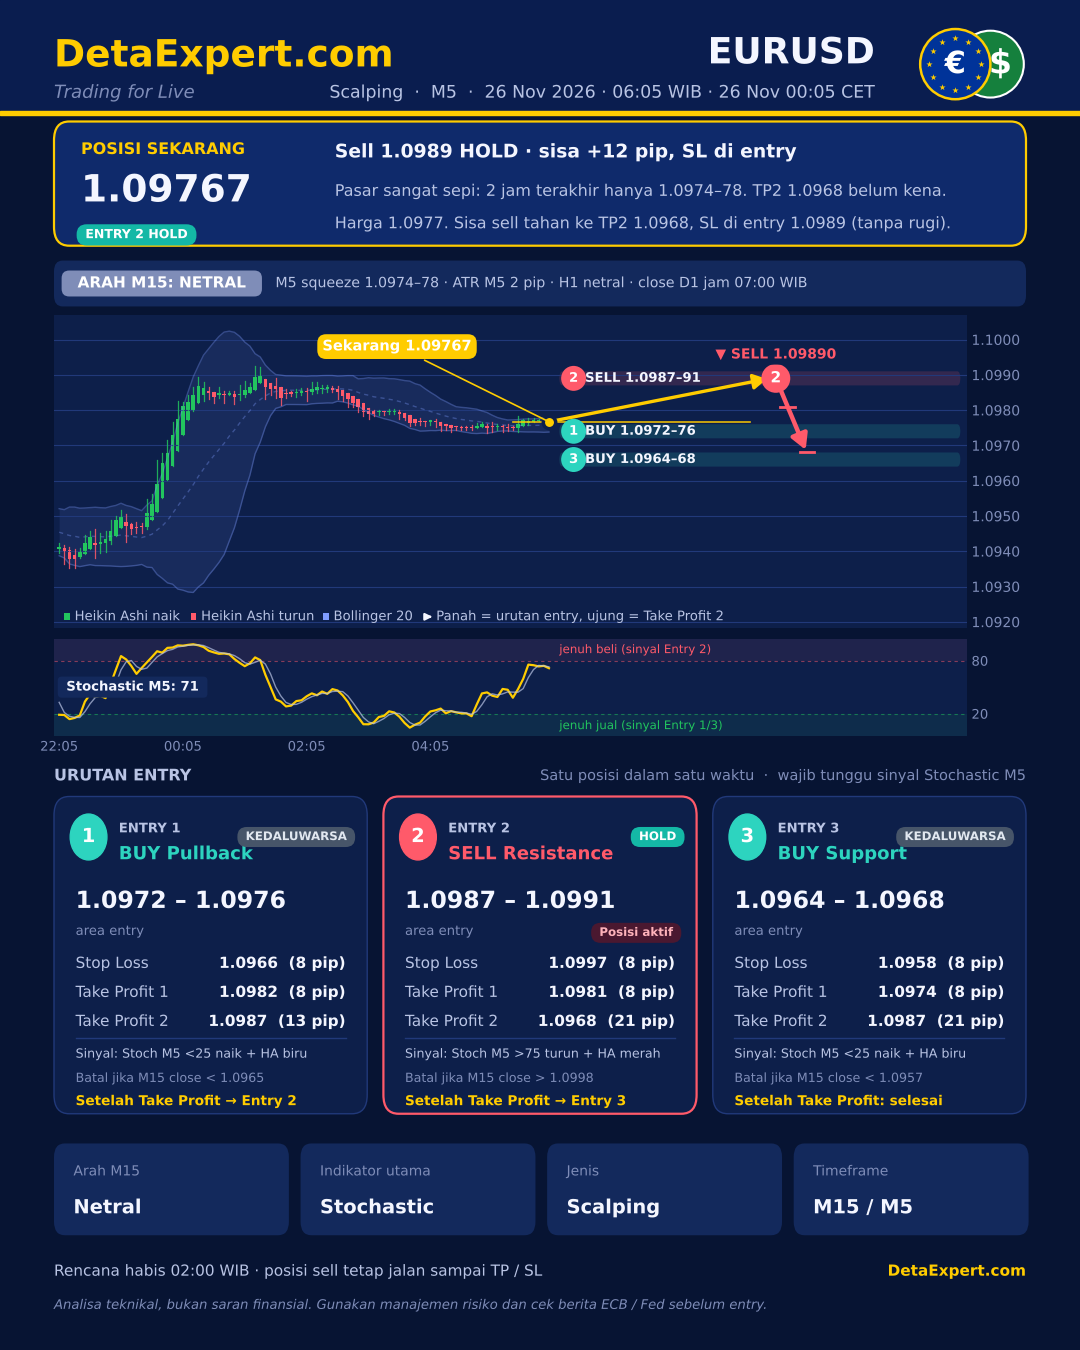 DetaExpert.com
EURUSD
€ $
Trading for Live
Scalping · M5 · 26 Nov 2026 · 06:05 WIB · 26 Nov 00:05 CET
POSISI SEKARANG
1.09767
ENTRY 2 HOLD
Sell 1.0989 HOLD · sisa +12 pip, SL di entry
Pasar sangat sepi: 2 jam terakhir hanya 1.0974–78. TP2 1.0968 belum kena.
Harga 1.0977. Sisa sell tahan ke TP2 1.0968, SL di entry 1.0989 (tanpa rugi).
ARAH M15: NETRAL
M5 squeeze 1.0974–78 · ATR M5 2 pip · H1 netral · close D1 jam 07:00 WIB
Sekarang 1.09767
▼ SELL 1.09890
2 SELL 1.0987–91
2
1 BUY 1.0972–76
3 BUY 1.0964–68
1.1000
1.0990
1.0980
1.0970
1.0960
1.0950
1.0940
1.0930
1.0920
Heikin Ashi naik
Heikin Ashi turun
Bollinger 20
Panah = urutan entry, ujung = Take Profit 2
jenuh beli (sinyal Entry 2)
80
Stochastic M5: 71
20
jenuh jual (sinyal Entry 1/3)
22:05 00:05 02:05 04:05
URUTAN ENTRY
Satu posisi dalam satu waktu · wajib tunggu sinyal Stochastic M5
1
ENTRY 1
KEDALUWARSA
BUY Pullback
1.0972 – 1.0976
area entry
Stop Loss 1.0966 (8 pip)
Take Profit 1 1.0982 (8 pip)
Take Profit 2 1.0987 (13 pip)
Sinyal: Stoch M5 <25 naik + HA biru
Batal jika M15 close < 1.0965
Setelah Take Profit → Entry 2
2
ENTRY 2
HOLD
SELL Resistance
1.0987 – 1.0991
area entry
Posisi aktif
Stop Loss 1.0997 (8 pip)
Take Profit 1 1.0981 (8 pip)
Take Profit 2 1.0968 (21 pip)
Sinyal: Stoch M5 >75 turun + HA merah
Batal jika M15 close > 1.0998
Setelah Take Profit → Entry 3
3
ENTRY 3
KEDALUWARSA
BUY Support
1.0964 – 1.0968
area entry
Stop Loss 1.0958 (8 pip)
Take Profit 1 1.0974 (8 pip)
Take Profit 2 1.0987 (21 pip)
Sinyal: Stoch M5 <25 naik + HA biru
Batal jika M15 close < 1.0957
Setelah Take Profit: selesai
Arah M15
Netral
Indikator utama
Stochastic
Jenis
Scalping
Timeframe
M15 / M5
Rencana habis 02:00 WIB · posisi sell tetap jalan sampai TP / SL
DetaExpert.com
Analisa teknikal, bukan saran finansial. Gunakan manajemen risiko dan cek berita ECB / Fed sebelum entry.